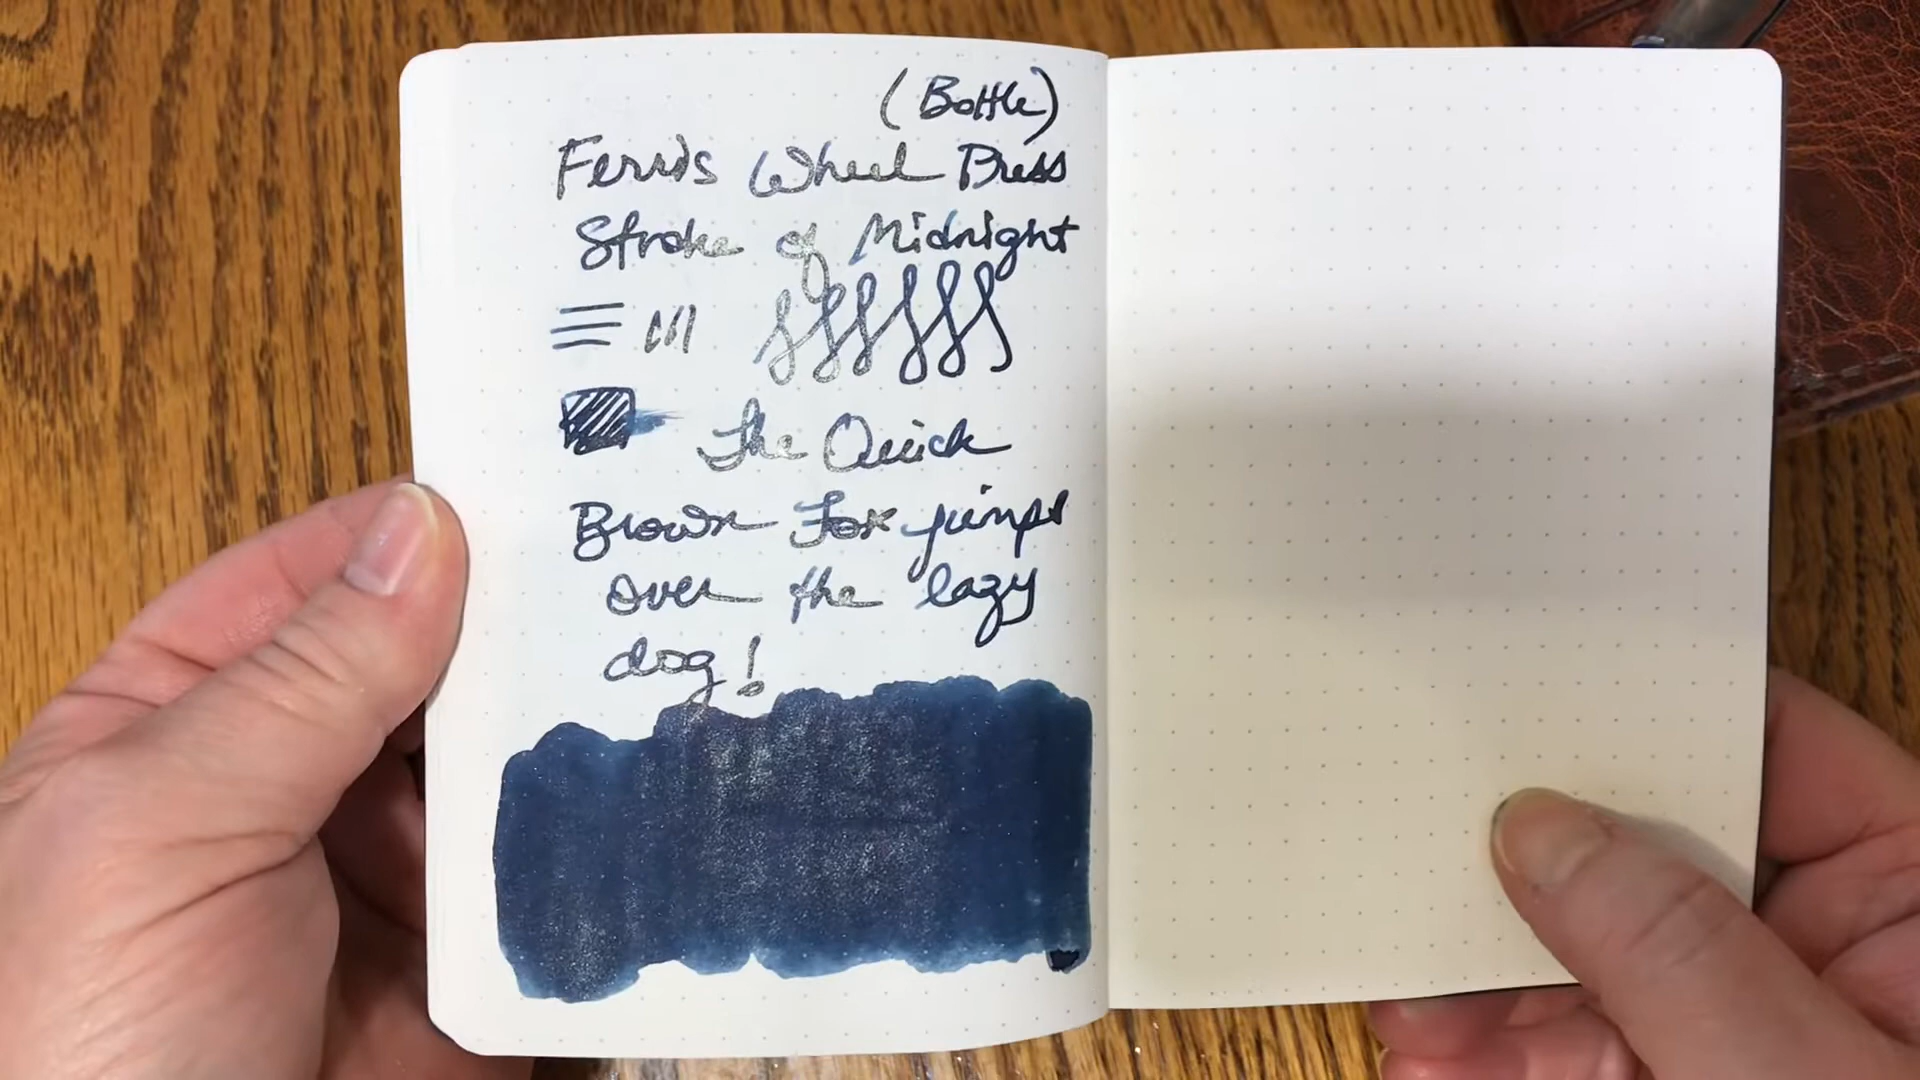 (Bottle)
Ferris Wheel Press
Stroke of Midnight
The Quick
Brown Fox jumps
over the lazy
dog!